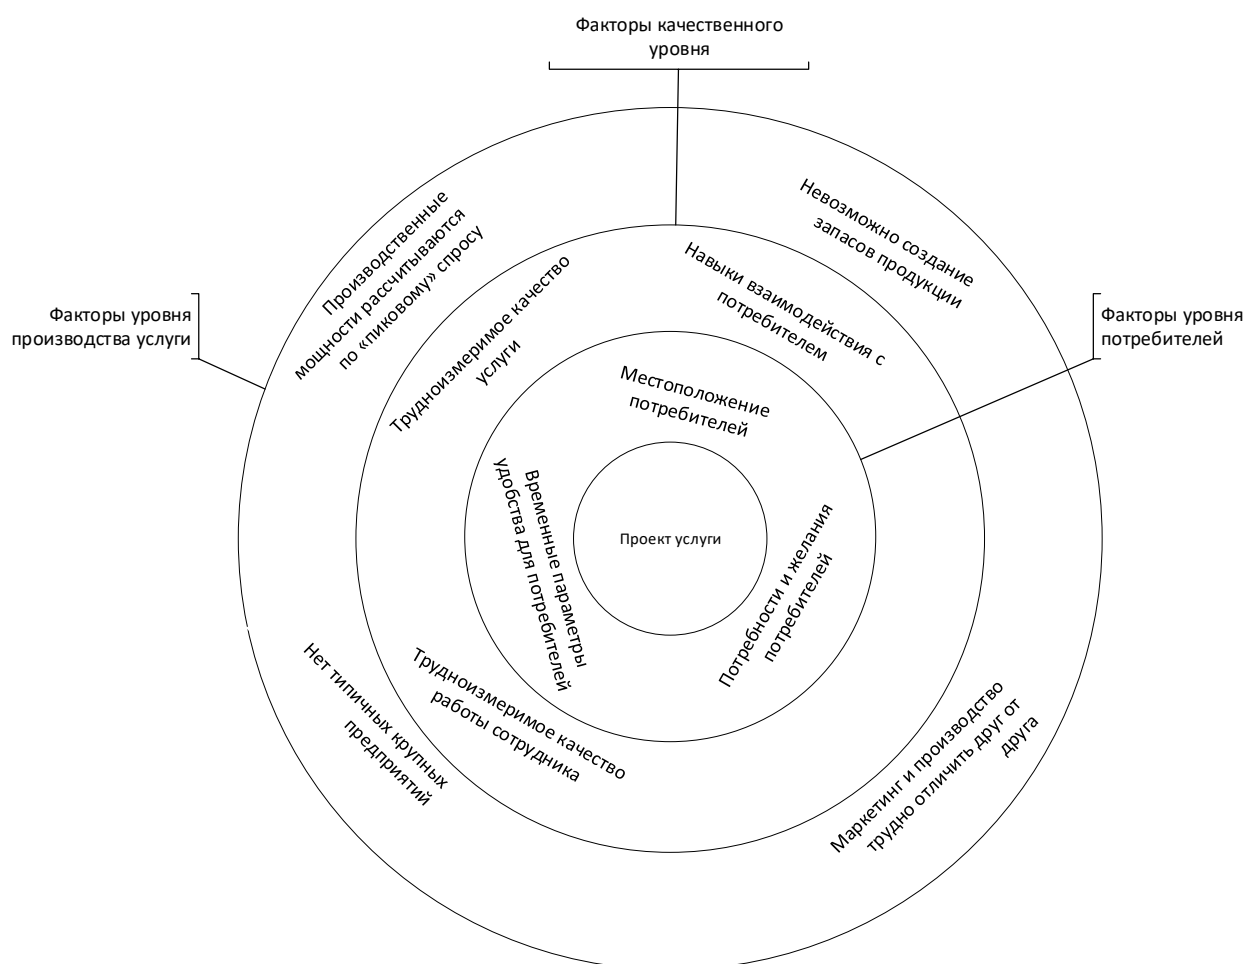 Факторы качественного
уровня
Производственные
мощности рассчитываются
по «пиковому» спросу
Невозможно создание
запасов продукции
Навыки взаимодействия с
потребителем
Трудноизмеримое качество
услуги
Факторы уровня
производства услуги
Факторы уровня
потребителей
Местоположение
потребителей
Временные параметры
удобства для потребителей
Проект услуги
Потребности и желания
потребителей
Нет типичных крупных
предприятий
Трудноизмеримое качество
работы сотрудника
Маркетинг и производство
трудно отличить друг от
друга